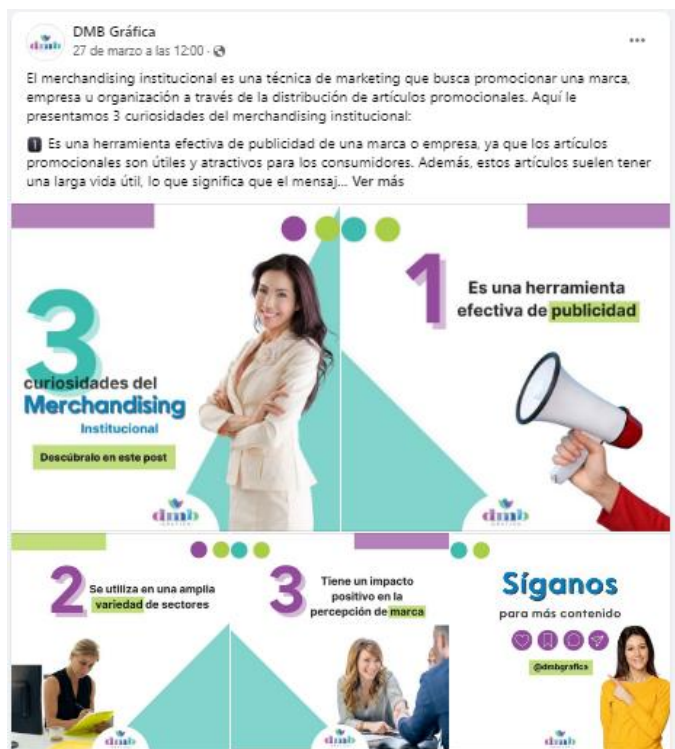 DMB Gráfica
27 de marzo a las 12:00 ·
El merchandising institucional es una técnica de marketing que busca promocionar una marca,
empresa u organización a través de la distribución de artículos promocionales. Aquí le
presentamos 3 curiosidades del merchandising institucional:
1 Es una herramienta efectiva de publicidad de una marca o empresa, ya que los artículos
promocionales son útiles y atractivos para los consumidores. Además, estos artículos suelen tener
una larga vida útil, lo que significa que el mensaj... Ver más
3
curiosidades del
Merchandising
Institucional
Descúbralo en este post
dmb
GRÁFICA
1
Es una herramienta
efectiva de publicidad
dmb
GRÁFICA
2
Se utiliza en una amplia
variedad de sectores
dmb
3
Tiene un impacto
positivo en la
percepción de marca
dmb
Síganos
para más contenido
@dmbgrafica
dmb